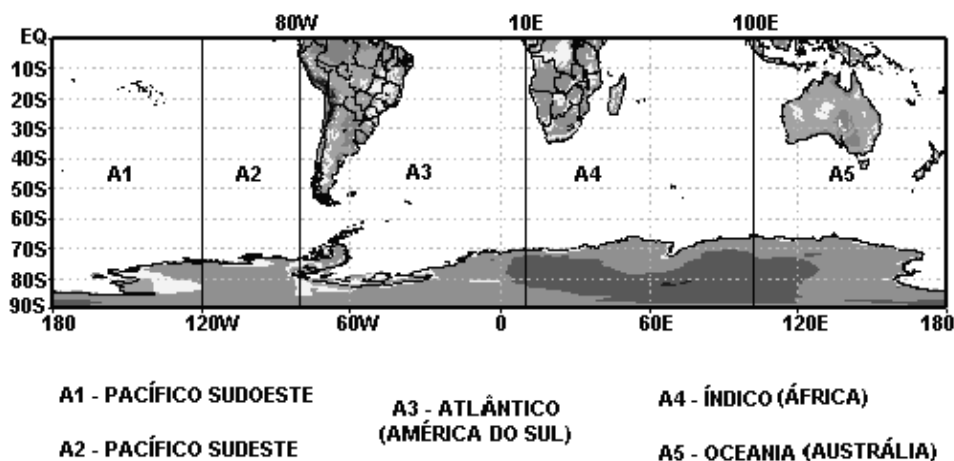 80W 10E 100E
EQ
10S
20S
30S
40S
50S
60S
70S
80S
90S
A1 A2 A3 A4 A5
180 120W 60W 0 60E 120E 180
A1 - PACÍFICO SUDOESTE
A2 - PACÍFICO SUDESTE
A3 - ATLÂNTICO
(AMÉRICA DO SUL)
A4 - ÍNDICO (ÁFRICA)
A5 - OCEANIA (AUSTRÁLIA)